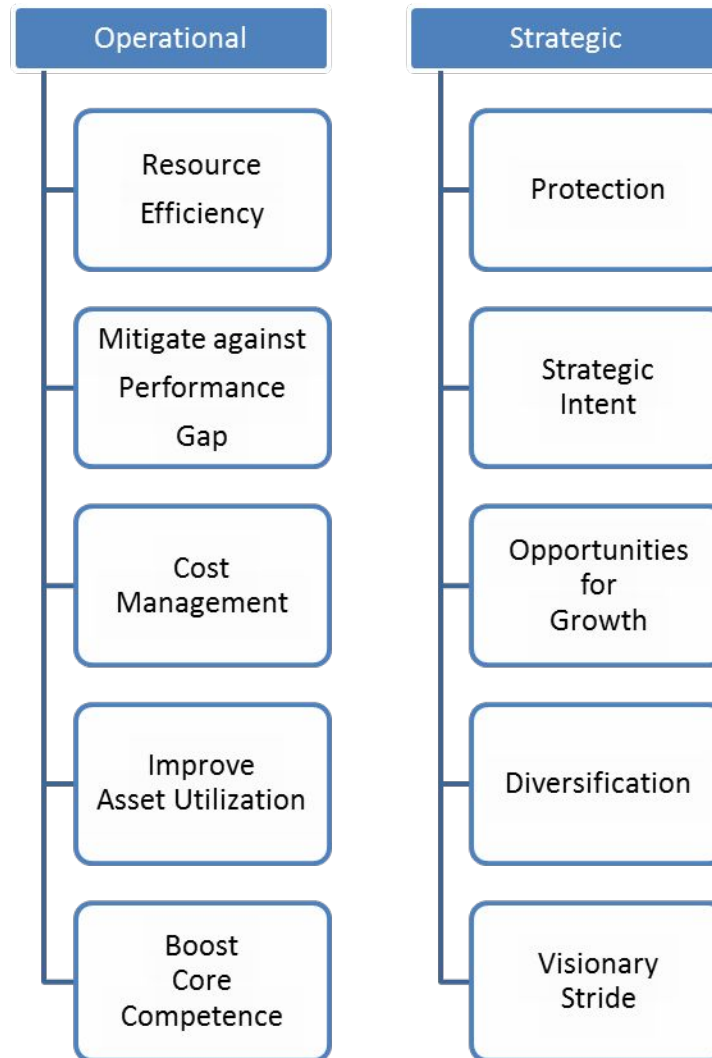 Operational
Resource
Efficiency
Mitigate against
Performance
Gap
Cost
Management
Improve
Asset Utilization
Boost
Core
Competence
Strategic
Protection
Strategic
Intent
Opportunities
for
Growth
Diversification
Visionary
Stride